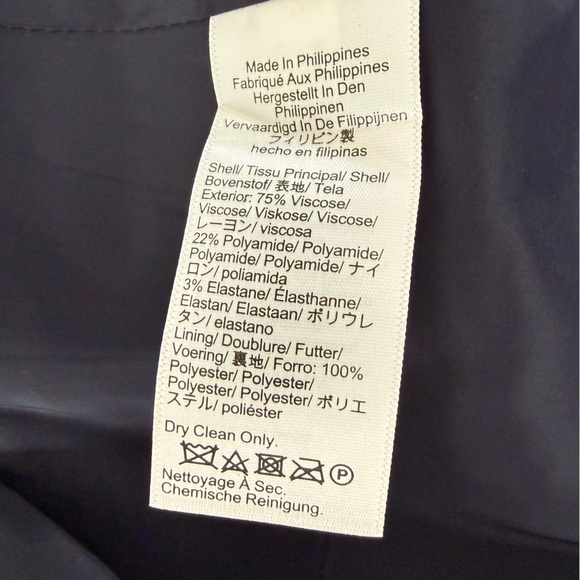 Made In Philippines
Fabriqué Aux Philippines
Hergestellt In Den
Philippinen
Vervaardigd In De Filippijnen
フィリピン製
hecho en filipinas
Shell/ Tissu Principal/ Shell/
Bovenstof/ 表地/ Tela
Exterior: 75% Viscose/
Viscose/ Viskose/ Viscose/
レーヨン/ viscosa
22% Polyamide/ Polyamide/
Polyamide/ Polyamide/ ナイ
ロン/ poliamida
3% Elastane/ Élasthanne/
Elastan/ Elastaan/ ポリウレ
タン/ elastano
Lining/ Doublure/ Futter/
Voering/ 裏地/ Forro: 100%
Polyester/ Polyester/
Polyester/ Polyester/ ポリエ
ステル/ poliéster
Dry Clean Only.
P
Nettoyage À Sec.
Chemische Reinigung.